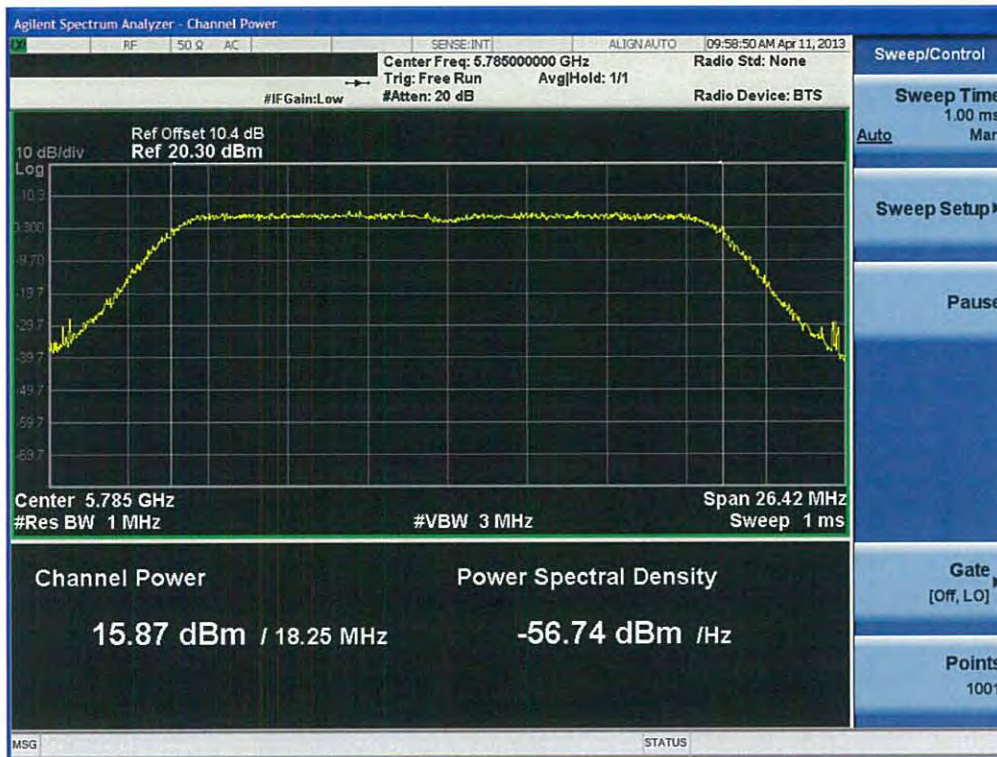 Agilent Spectrum Analyzer - Channel Power
RF 50 Ω AC SENSE:INT ALIGN AUTO 09:58:50 AM Apr 11, 2013
Center Freq: 5.785000000 GHz Radio Std: None
Trig: Free Run Avg|Hold: 1/1
#IFGain:Low #Atten: 20 dB Radio Device: BTS
Ref Offset 10.4 dB
10 dB/div Ref 20.30 dBm
Log
10.3
0.300
-9.70
-19.7
-29.7
-39.7
-49.7
-59.7
-69.7
Center 5.785 GHz Span 26.42 MHz
#Res BW 1 MHz #VBW 3 MHz Sweep 1 ms
Channel Power Power Spectral Density
15.87 dBm / 18.25 MHz -56.74 dBm /Hz
MSG STATUS
Sweep/Control
Sweep Time
1.00 ms
Auto Man
Sweep Setup
Pause
Gate
[Off, LO]
Points
1001